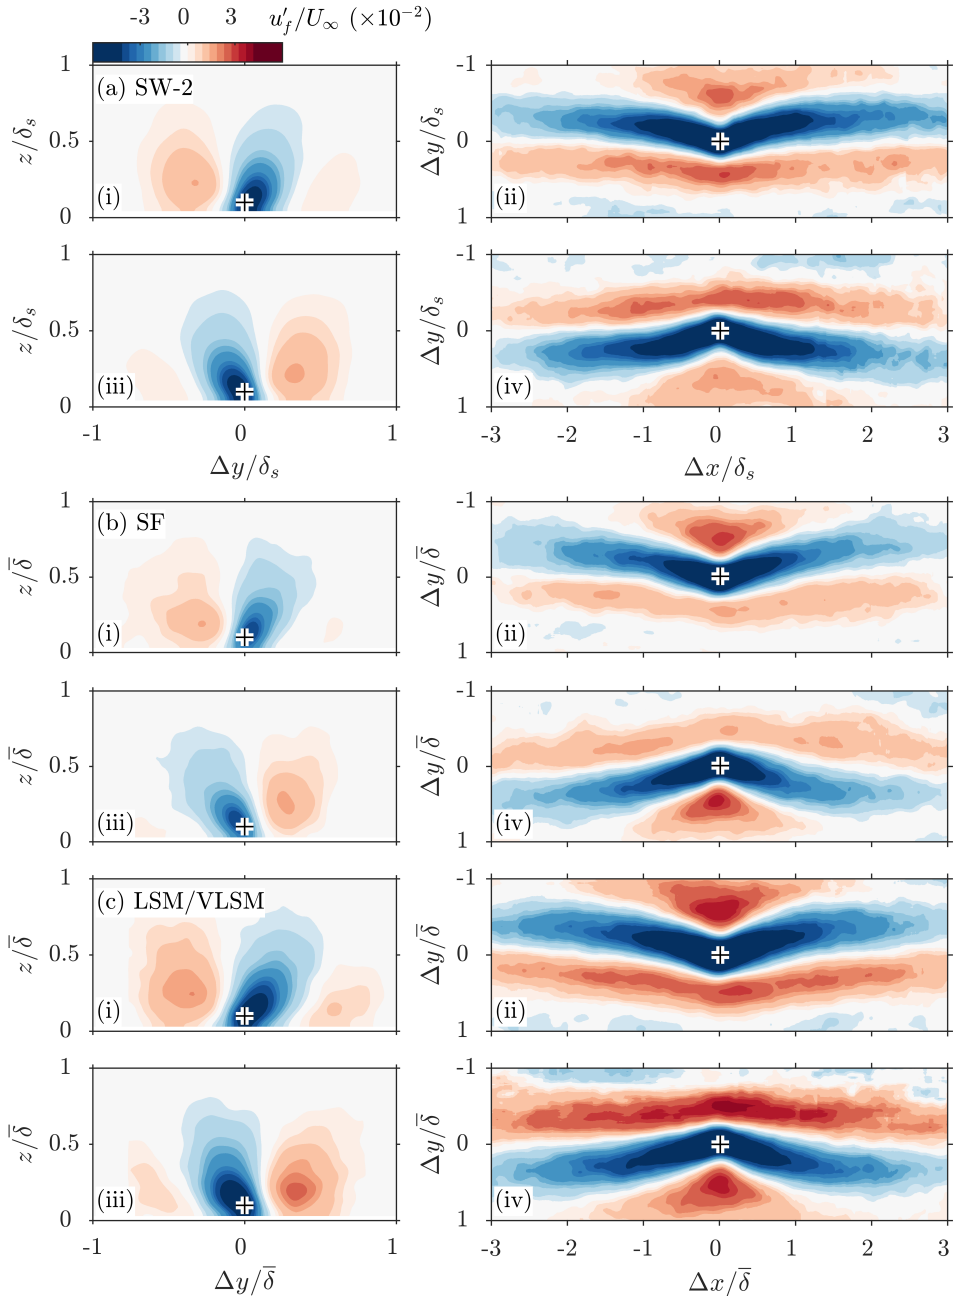 -3 0 3 u′_f/U_∞ (×10⁻²)
1 0.5 0 z/δ_s (a) SW-2 (i)
-1 0 1 Δy/δ_s (ii)
1 0.5 0 z/δ_s (iii)
-1 0 1
Δy/δ_s
-1 0 1 Δy/δ_s (iv)
-3 -2 -1 0 1 2 3
Δx/δ_s
1 0.5 0 z/δ̅ (b) SF (i)
-1 0 1 Δy/δ̅ (ii)
1 0.5 0 z/δ̅ (iii)
-1 0 1 Δy/δ̅ (iv)
1 0.5 0 z/δ̅ (c) LSM/VLSM (i)
-1 0 1 Δy/δ̅ (ii)
1 0.5 0 z/δ̅ (iii)
-1 0 1
Δy/δ̅
-1 0 1 Δy/δ̅ (iv)
-3 -2 -1 0 1 2 3
Δx/δ̅